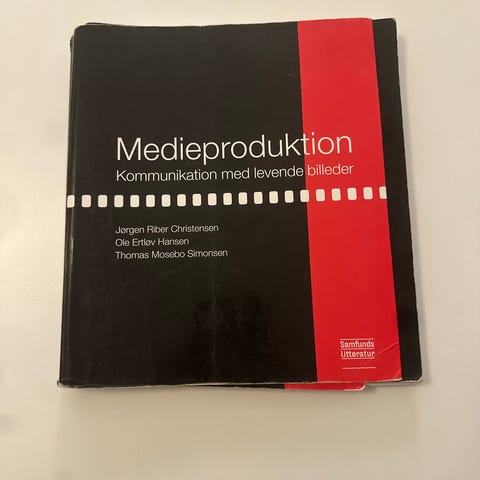 Medieproduktion
Kommunikation med levende billeder
Jørgen Riber Christensen
Ole Ertløv Hansen
Thomas Mosebo Simonsen
Samfunds
litteratur